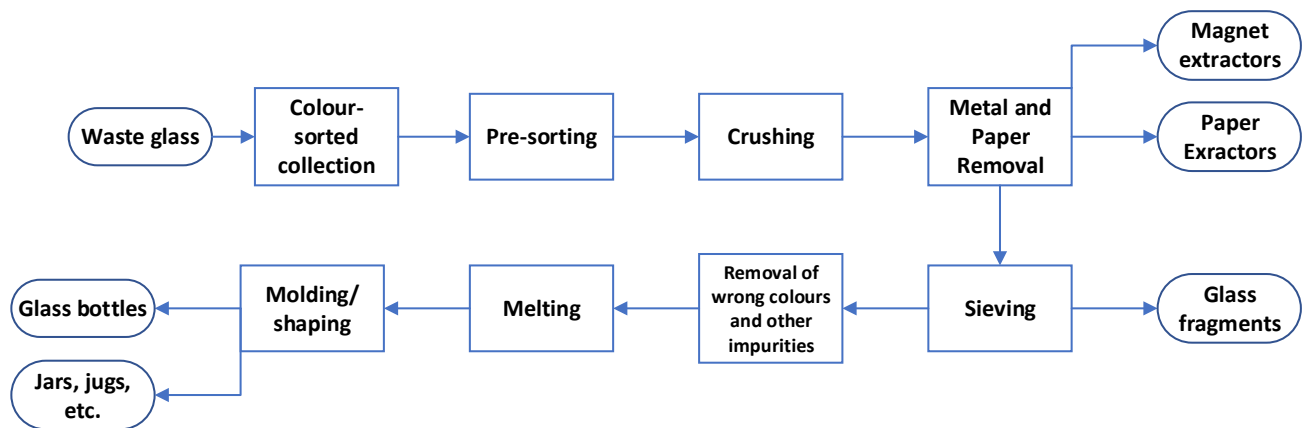 Magnet
extractors
Waste glass
Colour-
sorted
collection
Pre-sorting
Crushing
Metal and
Paper
Removal
Paper
Exractors
Glass bottles
Molding/
shaping
Melting
Removal of
wrong colours
and other
impurities
Sieving
Glass
fragments
Jars, jugs,
etc.